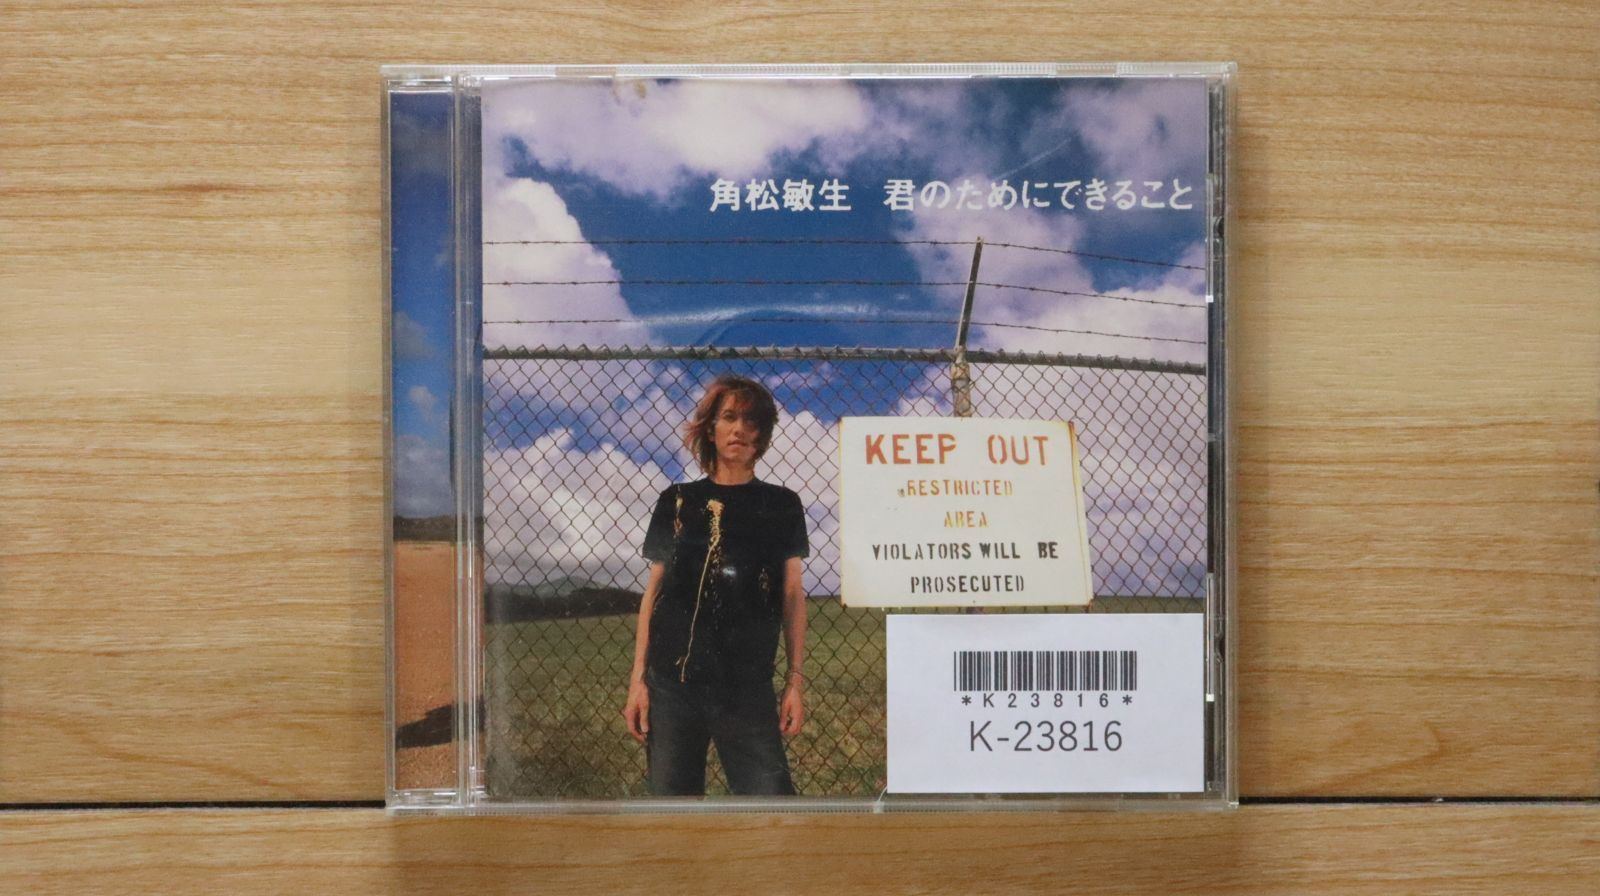 角松敏生　君のためにできること
KEEP OUT
RESTRICTED
AREA
VIOLATORS WILL BE
PROSECUTED
*K23816*
K-23816